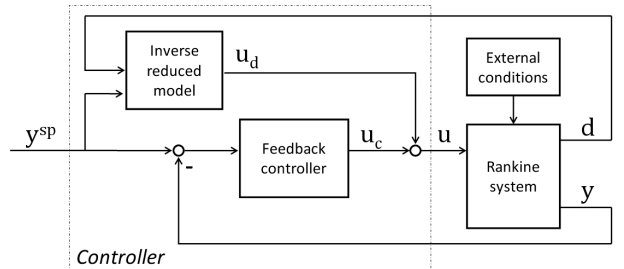 Inverse
reduced
model
u_d
External
conditions
y^sp
-
Feedback
controller
u_c
u
Rankine
system
d
y
Controller